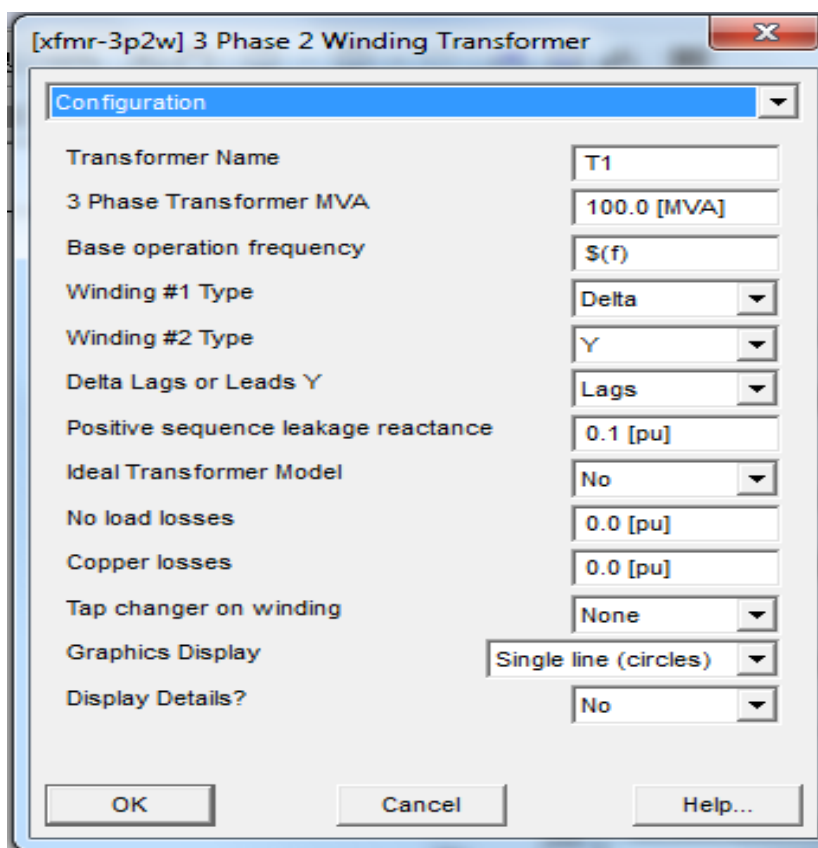 [xfmr-3p2w] 3 Phase 2 Winding Transformer
Configuration
Transformer Name T1
3 Phase Transformer MVA 100.0 [MVA]
Base operation frequency $(f)
Winding #1 Type Delta
Winding #2 Type Y
Delta Lags or Leads Y Lags
Positive sequence leakage reactance 0.1 [pu]
Ideal Transformer Model No
No load losses 0.0 [pu]
Copper losses 0.0 [pu]
Tap changer on winding None
Graphics Display Single line (circles)
Display Details? No
OK Cancel Help...